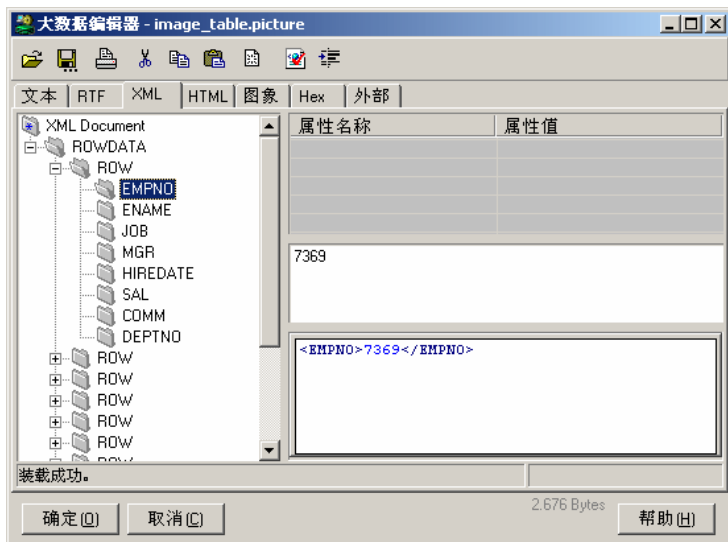 大数据编辑器 - image_table.picture
文本 RTF XML HTML 图象 Hex 外部
XML Document
ROWDATA
ROW
EMPNO
ENAME
JOB
MGR
HIREDATE
SAL
COMM
DEPTNO
ROW
ROW
ROW
ROW
ROW
属性名称 属性值
7369
<EMPNO>7369</EMPNO>
装载成功。
2.676 Bytes
确定(O) 取消(C) 帮助(H)